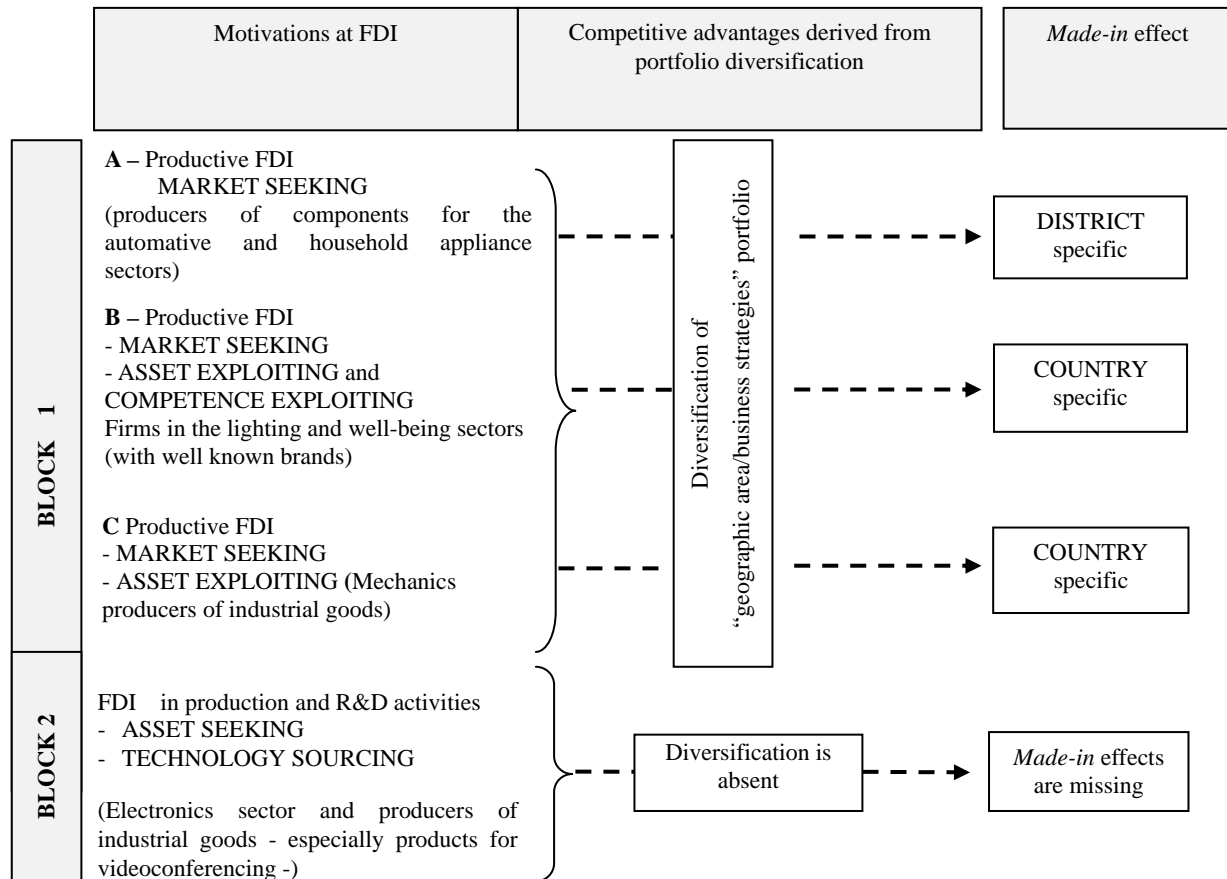 Motivations at FDI
Competitive advantages derived from
portfolio diversification
Made-in effect
BLOCK 1
A – Productive FDI
MARKET SEEKING
(producers of components for the
automative and household appliance
sectors)
B – Productive FDI
- MARKET SEEKING
- ASSET EXPLOITING and
COMPETENCE EXPLOITING
Firms in the lighting and well-being sectors
(with well known brands)
C Productive FDI
- MARKET SEEKING
- ASSET EXPLOITING (Mechanics
producers of industrial goods)
Diversification of
“geographic area/business strategies” portfolio
DISTRICT
specific
COUNTRY
specific
COUNTRY
specific
BLOCK 2
FDI in production and R&D activities
- ASSET SEEKING
- TECHNOLOGY SOURCING
(Electronics sector and producers of
industrial goods - especially products for
videoconferencing -)
Diversification is
absent
Made-in effects
are missing